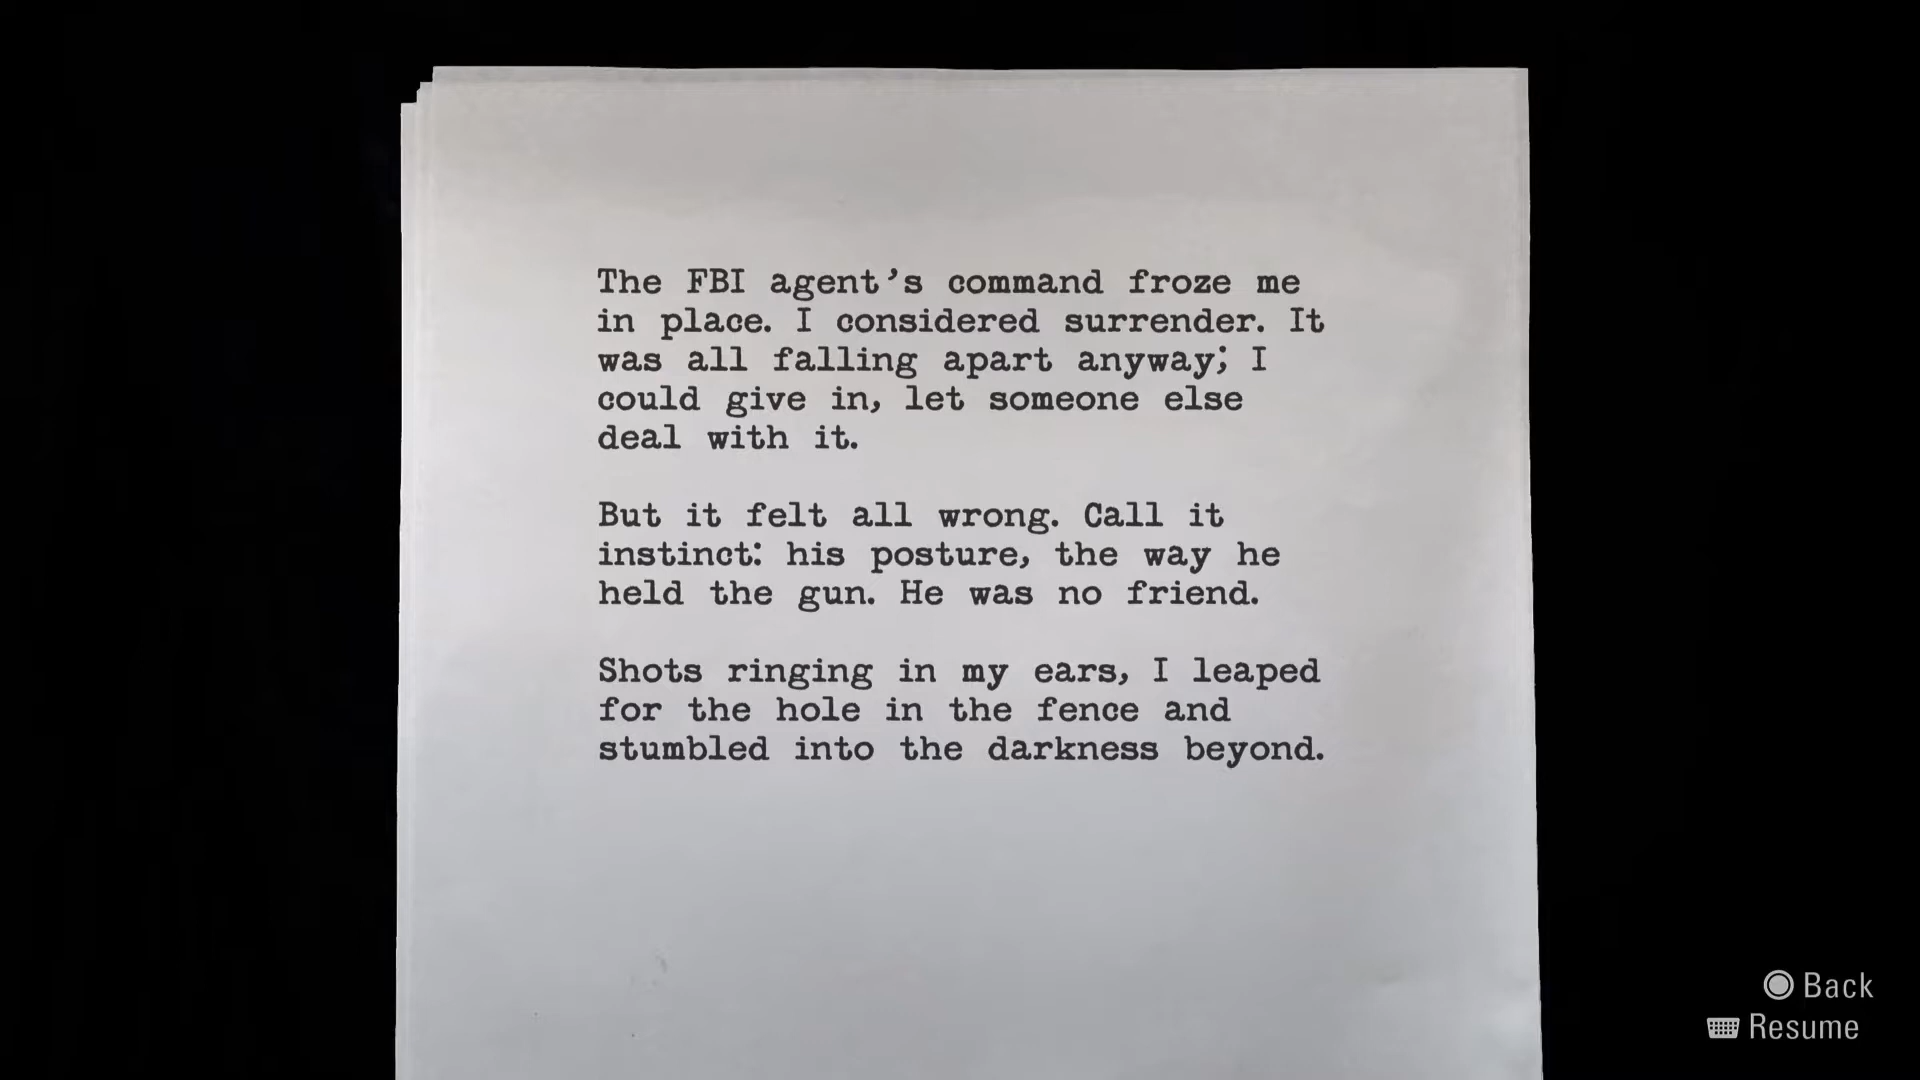 The FBI agent's command froze me
in place. I considered surrender. It
was all falling apart anyway; I
could give in, let someone else
deal with it.
But it felt all wrong. Call it
instinct: his posture, the way he
held the gun. He was no friend.
Shots ringing in my ears, I leaped
for the hole in the fence and
stumbled into the darkness beyond.
Back
Resume